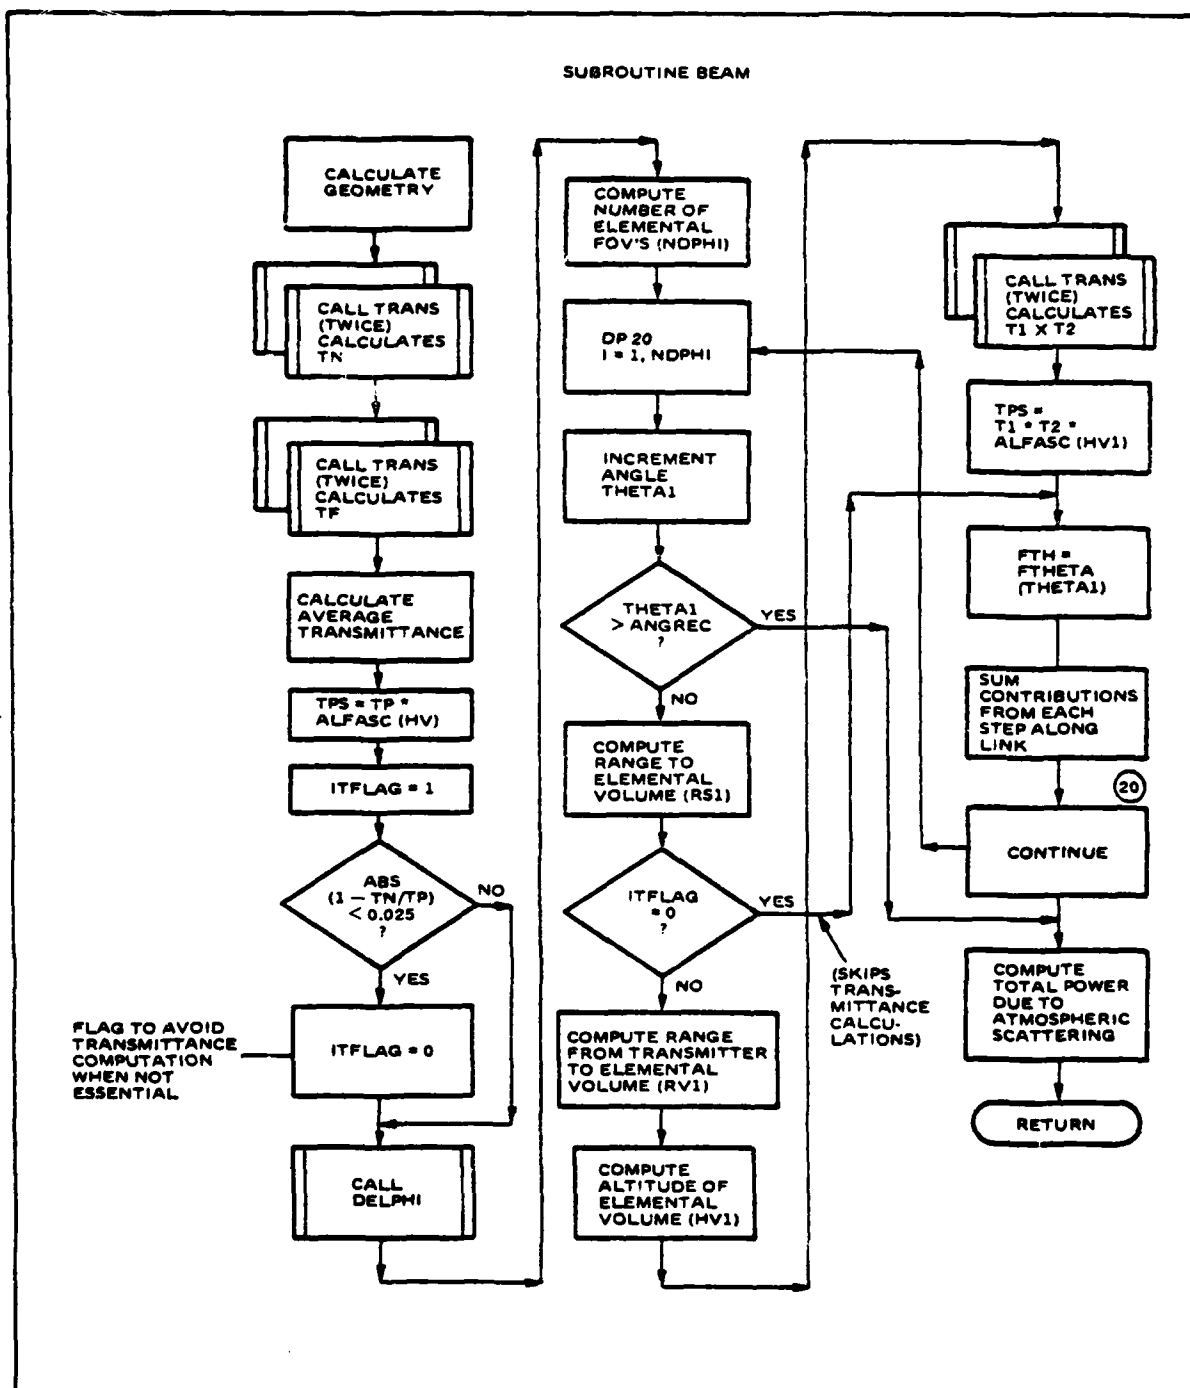 SUBROUTINE BEAM
CALCULATE
GEOMETRY
CALL TRANS
(TWICE)
CALCULATES
TN
CALL TRANS
(TWICE)
CALCULATES
TF
CALCULATE
AVERAGE
TRANSMITTANCE
TPS = TP *
ALFASC (HV)
ITFLAG = 1
ABS
(1 — TN/TP)
< 0.025
?
NO
YES
FLAG TO AVOID
TRANSMITTANCE
COMPUTATION
WHEN NOT
ESSENTIAL
ITFLAG = 0
CALL
DELPHI
COMPUTE
NUMBER OF
ELEMENTAL
FOV'S (NDPHI)
DP 20
I = 1, NDPHI
INCREMENT
ANGLE
THETA1
THETA1
> ANGREC
?
YES
NO
COMPUTE
RANGE TO
ELEMENTAL
VOLUME (RS1)
ITFLAG
= 0
?
YES
NO
(SKIPS
TRANS-
MITTANCE
CALCU-
LATIONS)
COMPUTE RANGE
FROM TRANSMITTER
TO ELEMENTAL
VOLUME (RV1)
COMPUTE
ALTITUDE OF
ELEMENTAL
VOLUME (HV1)
CALL TRANS
(TWICE)
CALCULATES
T1 X T2
TPS =
T1 * T2 *
ALFASC (HV1)
FTH =
FTHETA
(THETA1)
SUM
CONTRIBUTIONS
FROM EACH
STEP ALONG
LINK
20
CONTINUE
COMPUTE
TOTAL POWER
DUE TO
ATMOSPHERIC
SCATTERING
RETURN